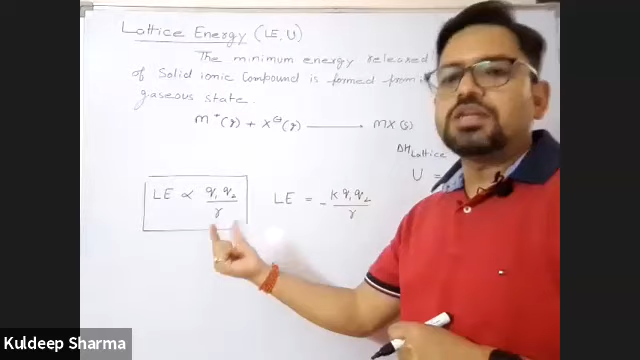 Lattice Energy (LE, U)
The minimum energy released
of Solid ionic Compound is formed from
gaseous state.
M⁺(g) + X⊖(g) ⟶ MX(s)
ΔH Lattice
U =
LE ∝ q₁q₂/r
LE = - K q₁q₂/r
Kuldeep Sharma